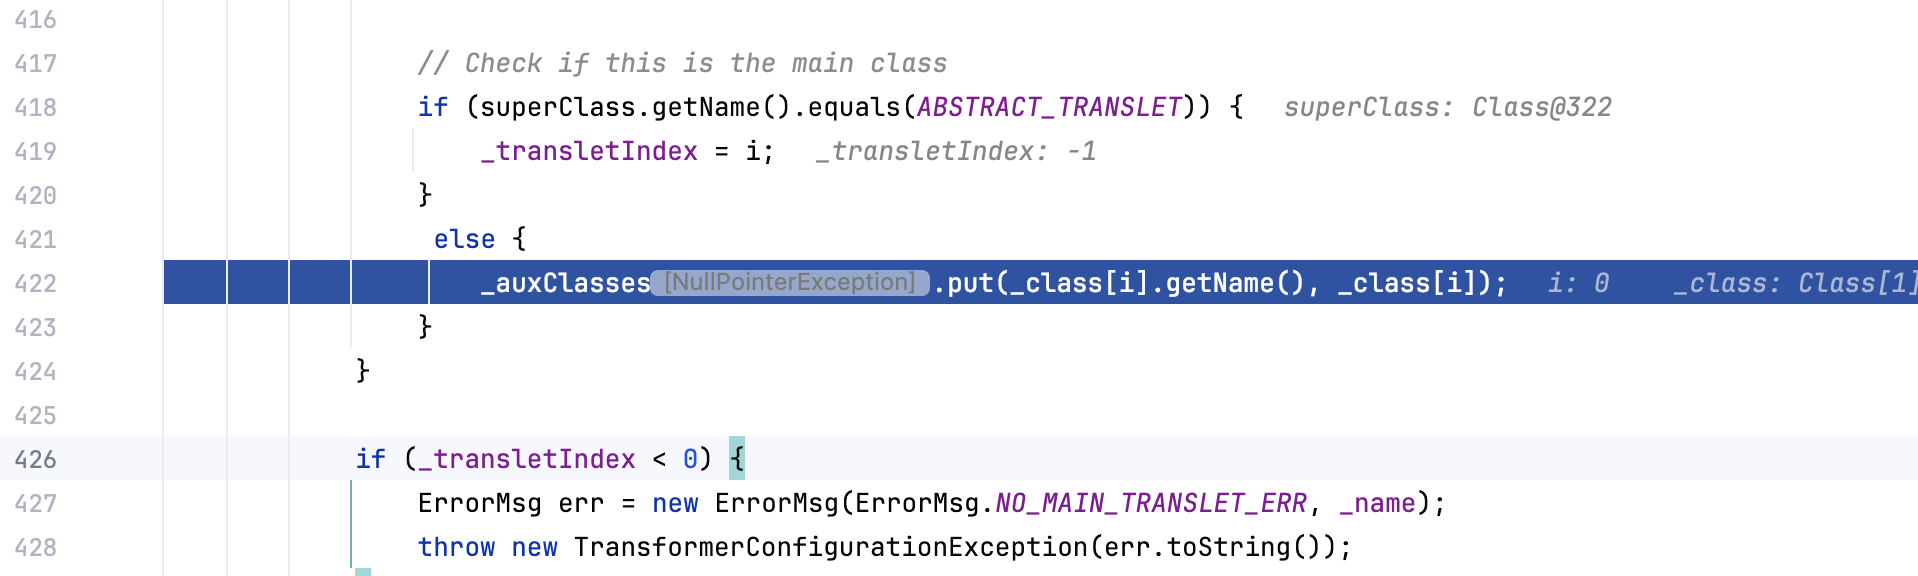 416
417 // Check if this is the main class
418 if (superClass.getName().equals(ABSTRACT_TRANSLET)) { superClass: Class@322
419 _transletIndex = i; _transletIndex: -1
420 }
421 else {
422 _auxClasses [NullPointerException] .put(_class[i].getName(), _class[i]); i: 0 _class: Class[1]
423 }
424 }
425
426 if (_transletIndex < 0) {
427 ErrorMsg err = new ErrorMsg(ErrorMsg.NO_MAIN_TRANSLET_ERR, _name);
428 throw new TransformerConfigurationException(err.toString());